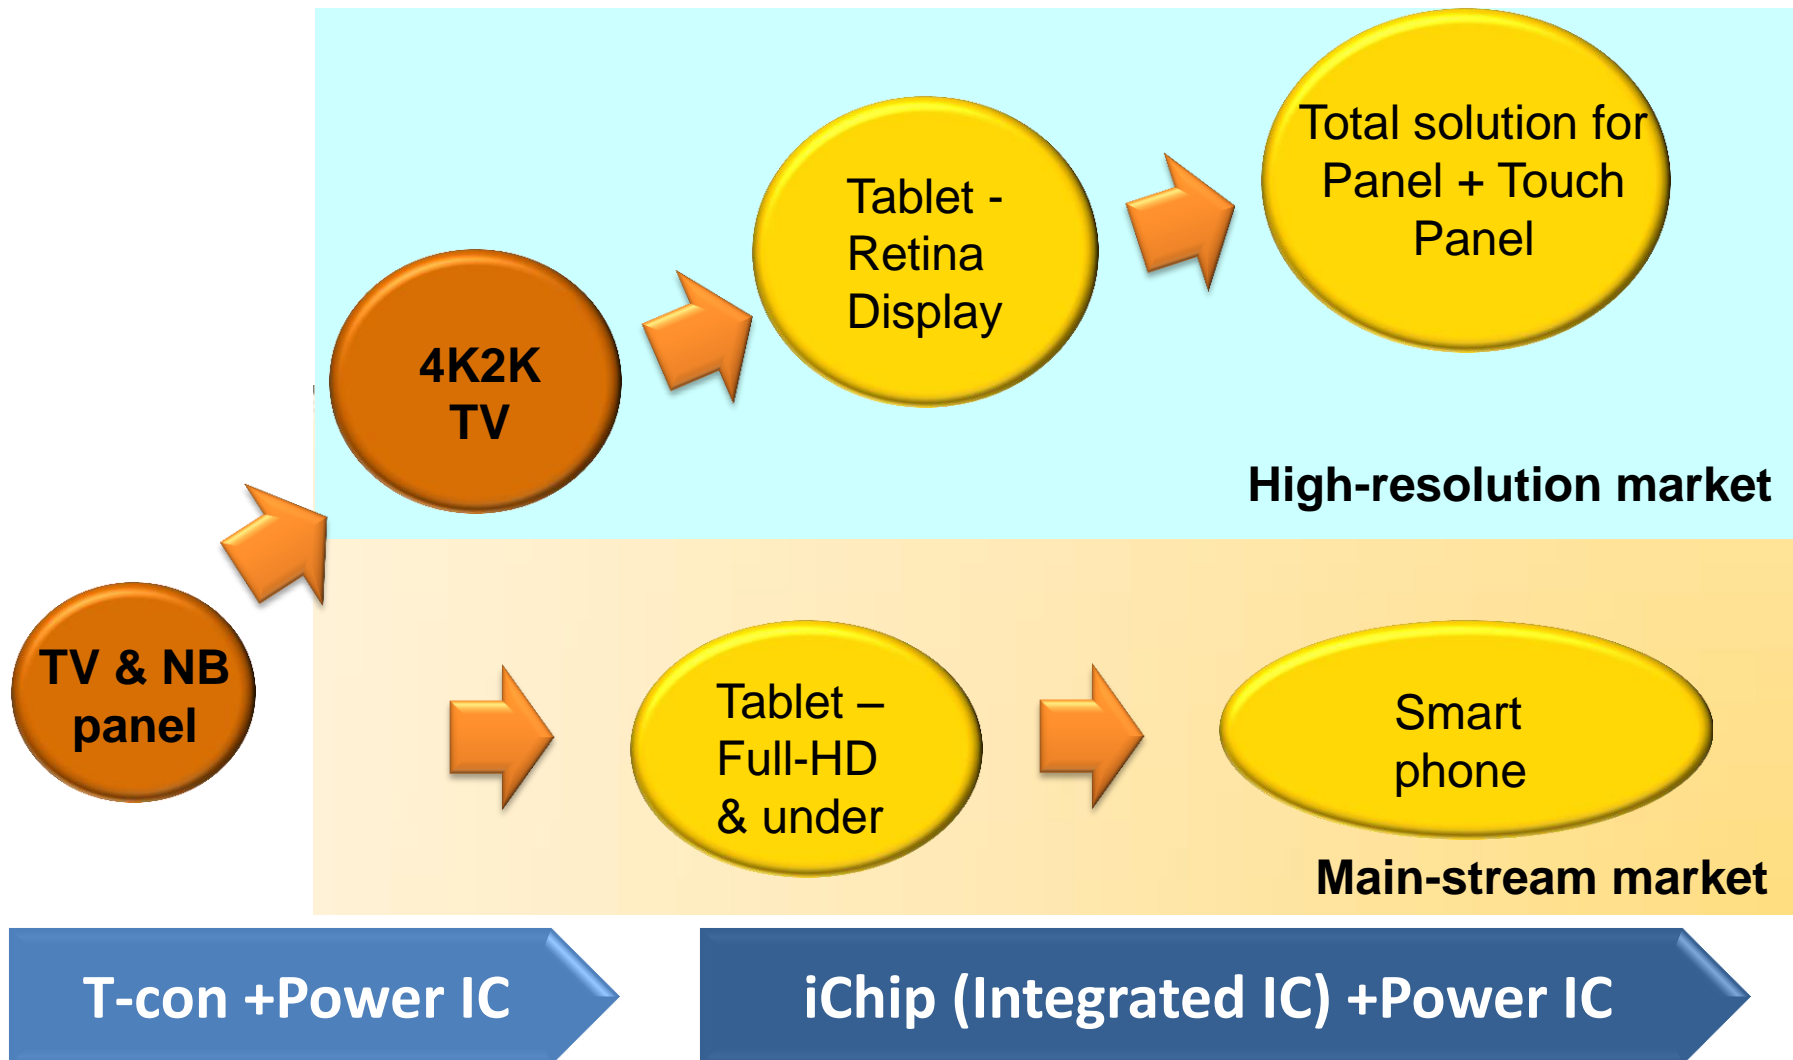 Total solution for
Panel + Touch
Panel
Tablet -
Retina
Display
4K2K
TV
High-resolution market
TV & NB
panel
Tablet –
Full-HD
& under
Smart
phone
Main-stream market
T-con +Power IC
iChip (Integrated IC) +Power IC